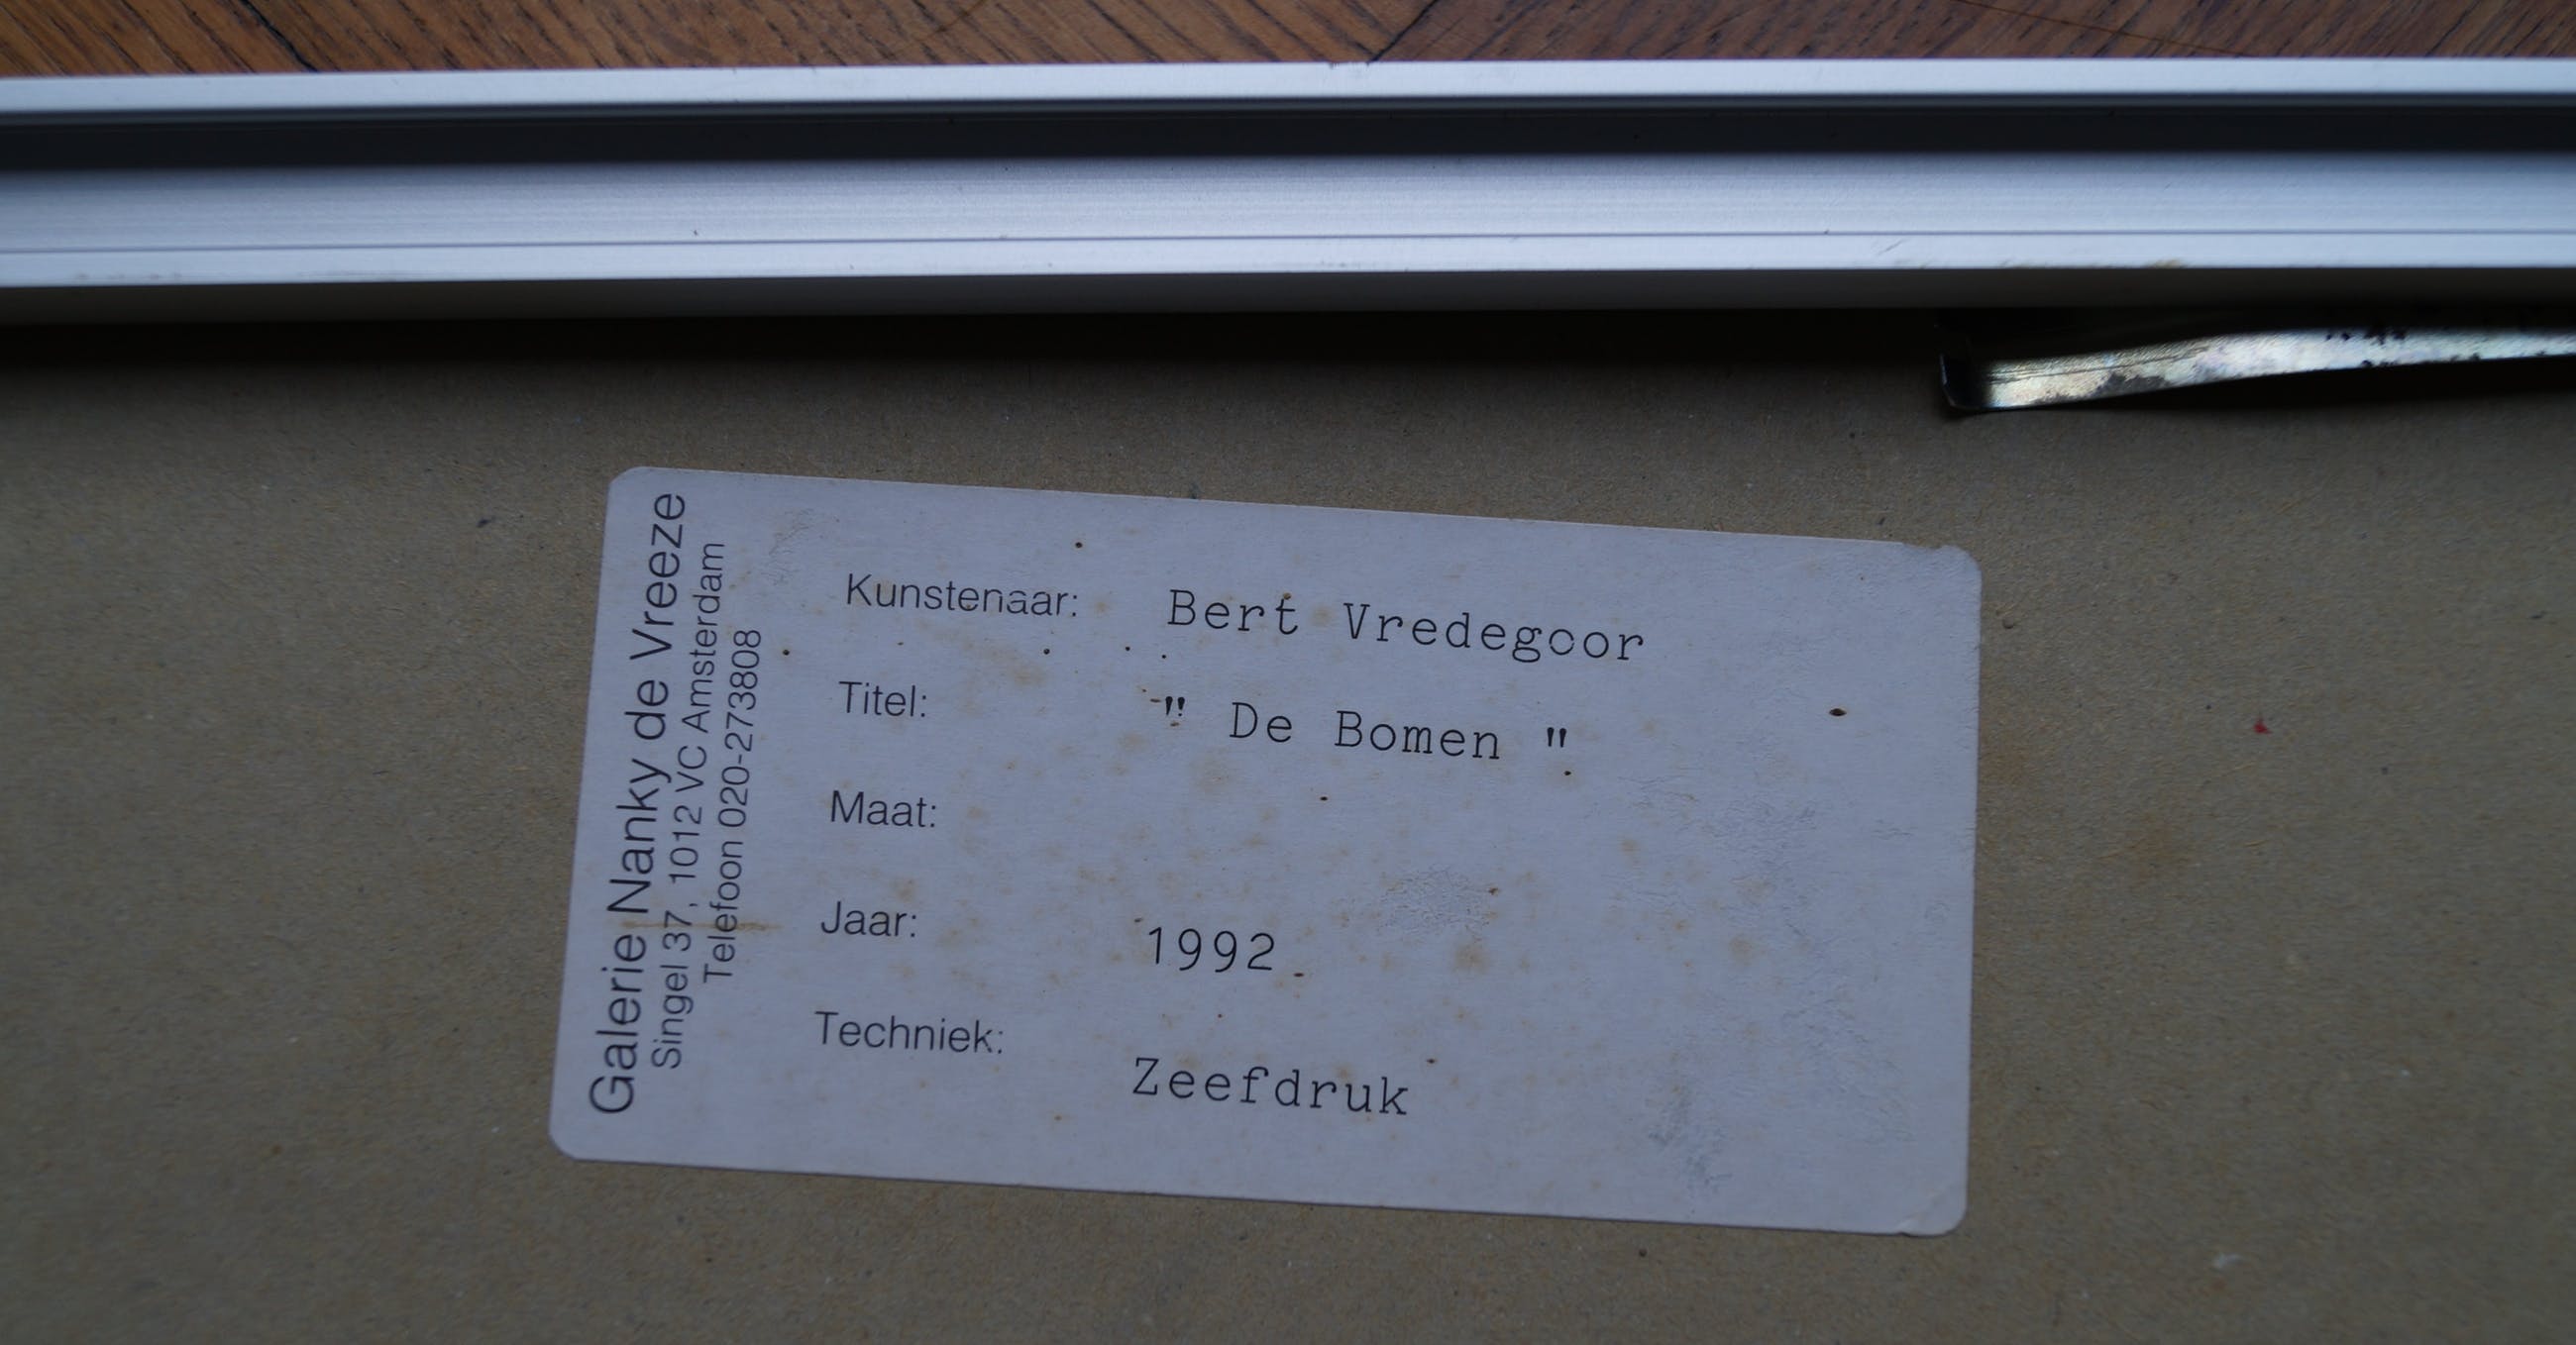 Galerie Nanky de Vreeze
Singel 37, 1012 VC Amsterdam
Telefoon 020-273808
Kunstenaar: Bert Vredegoor
Titel: " De Bomen "
Maat:
Jaar: 1992
Techniek: Zeefdruk